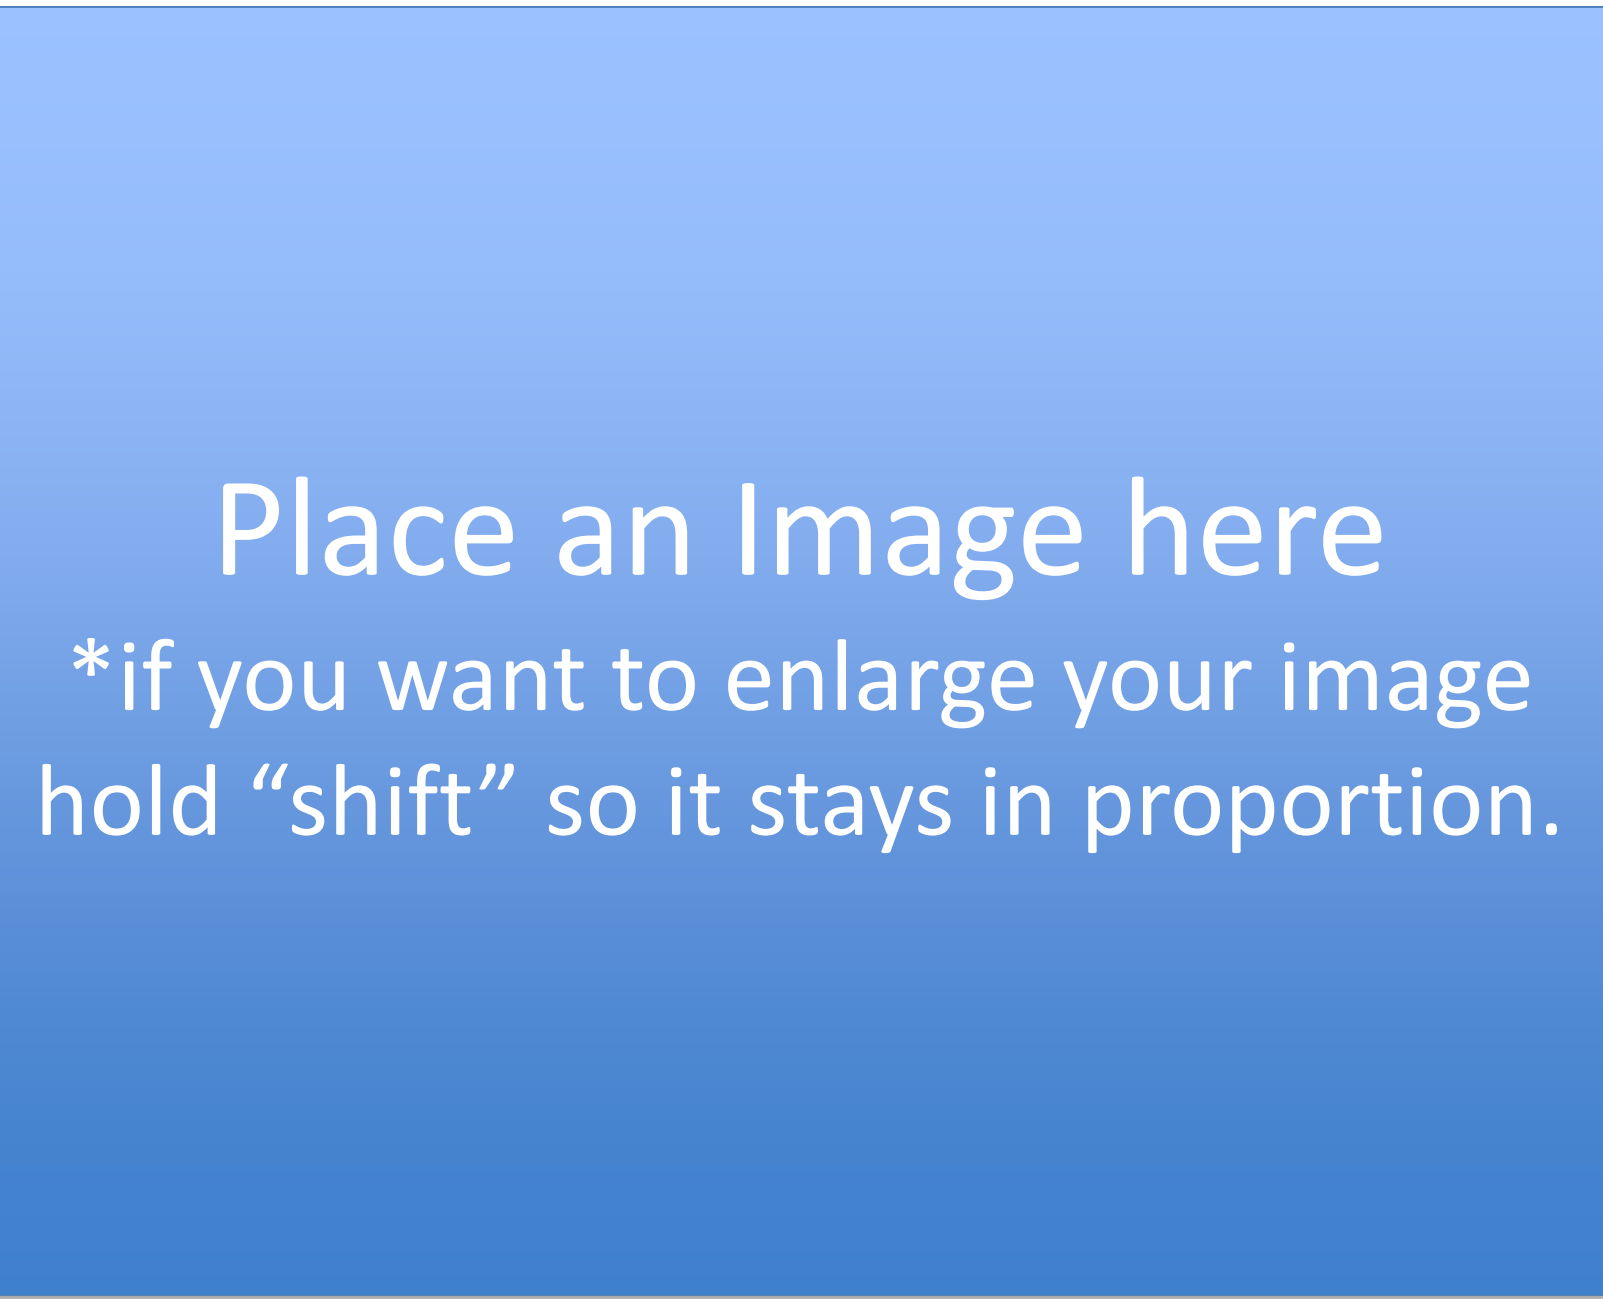 Place an Image here
*if you want to enlarge your image
hold “shift” so it stays in proportion.